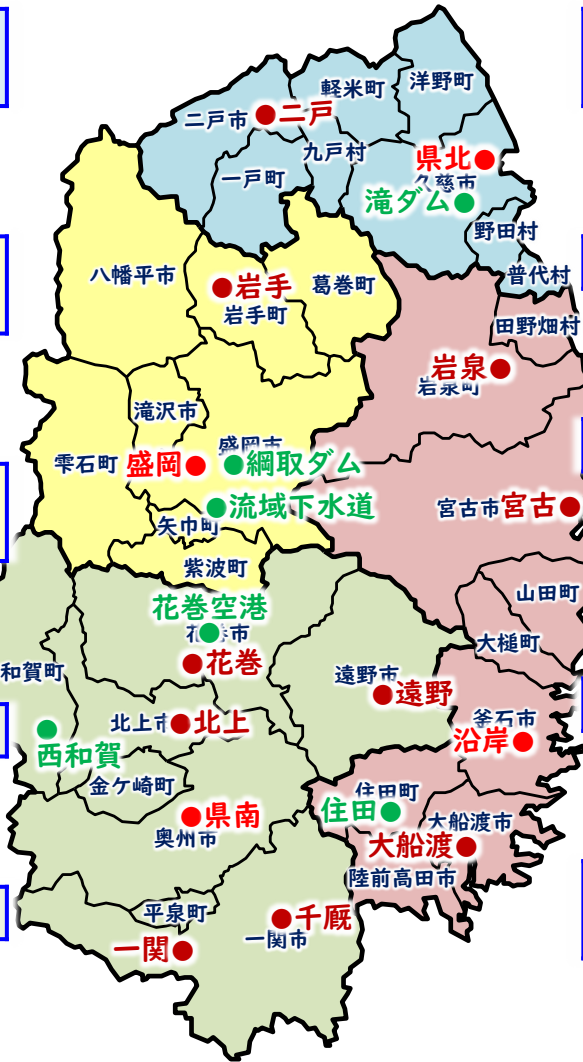 洋野町
軽米町
二戸市
二戸
九戸村
県北
一戸町
久慈市
滝ダム
野田村
八幡平市
普代村
岩手
葛巻町
岩手町
田野畑村
岩泉
岩泉町
滝沢市
盛岡市
雫石町
盛岡
綱取ダム
宮古市
宮古
流域下水道
矢巾町
紫波町
山田町
花巻空港
花巻市
大槌町
花巻
和賀町
遠野市
遠野
北上市
北上
釜石市
沿岸
西和賀
金ケ崎町
住田町
住田
県南
大船渡市
奥州市
大船渡
陸前高田市
平泉町
千厩
一関市
一関